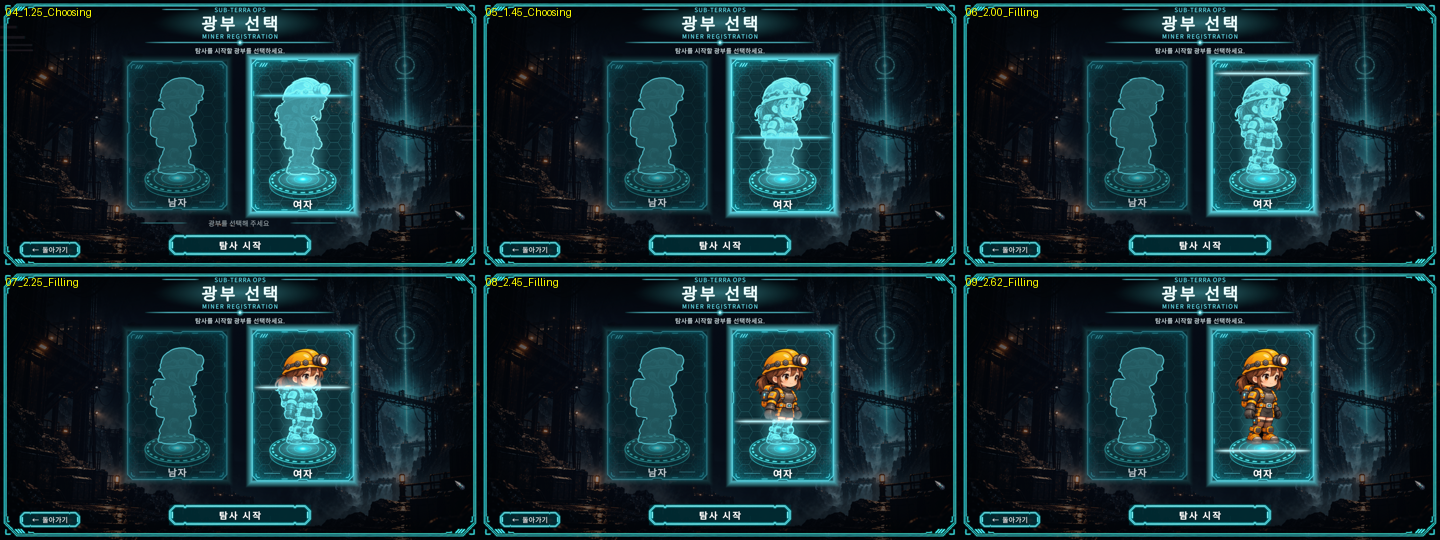 04_1.25_Choosing
SUB-TERRA OPS
광부 선택
MINER REGISTRATION
탐사를 시작할 광부를 선택하세요.
남자
여자
광부를 선택해 주세요
← 돌아가기
탐사 시작
05_1.45_Choosing
SUB-TERRA OPS
광부 선택
MINER REGISTRATION
탐사를 시작할 광부를 선택하세요.
남자
여자
← 돌아가기
탐사 시작
06_2.00_Filling
SUB-TERRA OPS
광부 선택
MINER REGISTRATION
탐사를 시작할 광부를 선택하세요.
남자
여자
← 돌아가기
탐사 시작
07_2.25_Filling
SUB-TERRA OPS
광부 선택
MINER REGISTRATION
탐사를 시작할 광부를 선택하세요.
남자
여자
← 돌아가기
탐사 시작
08_2.45_Filling
SUB-TERRA OPS
광부 선택
MINER REGISTRATION
탐사를 시작할 광부를 선택하세요.
남자
여자
← 돌아가기
탐사 시작
09_2.62_Filling
SUB-TERRA OPS
광부 선택
MINER REGISTRATION
탐사를 시작할 광부를 선택하세요.
남자
여자
← 돌아가기
탐사 시작